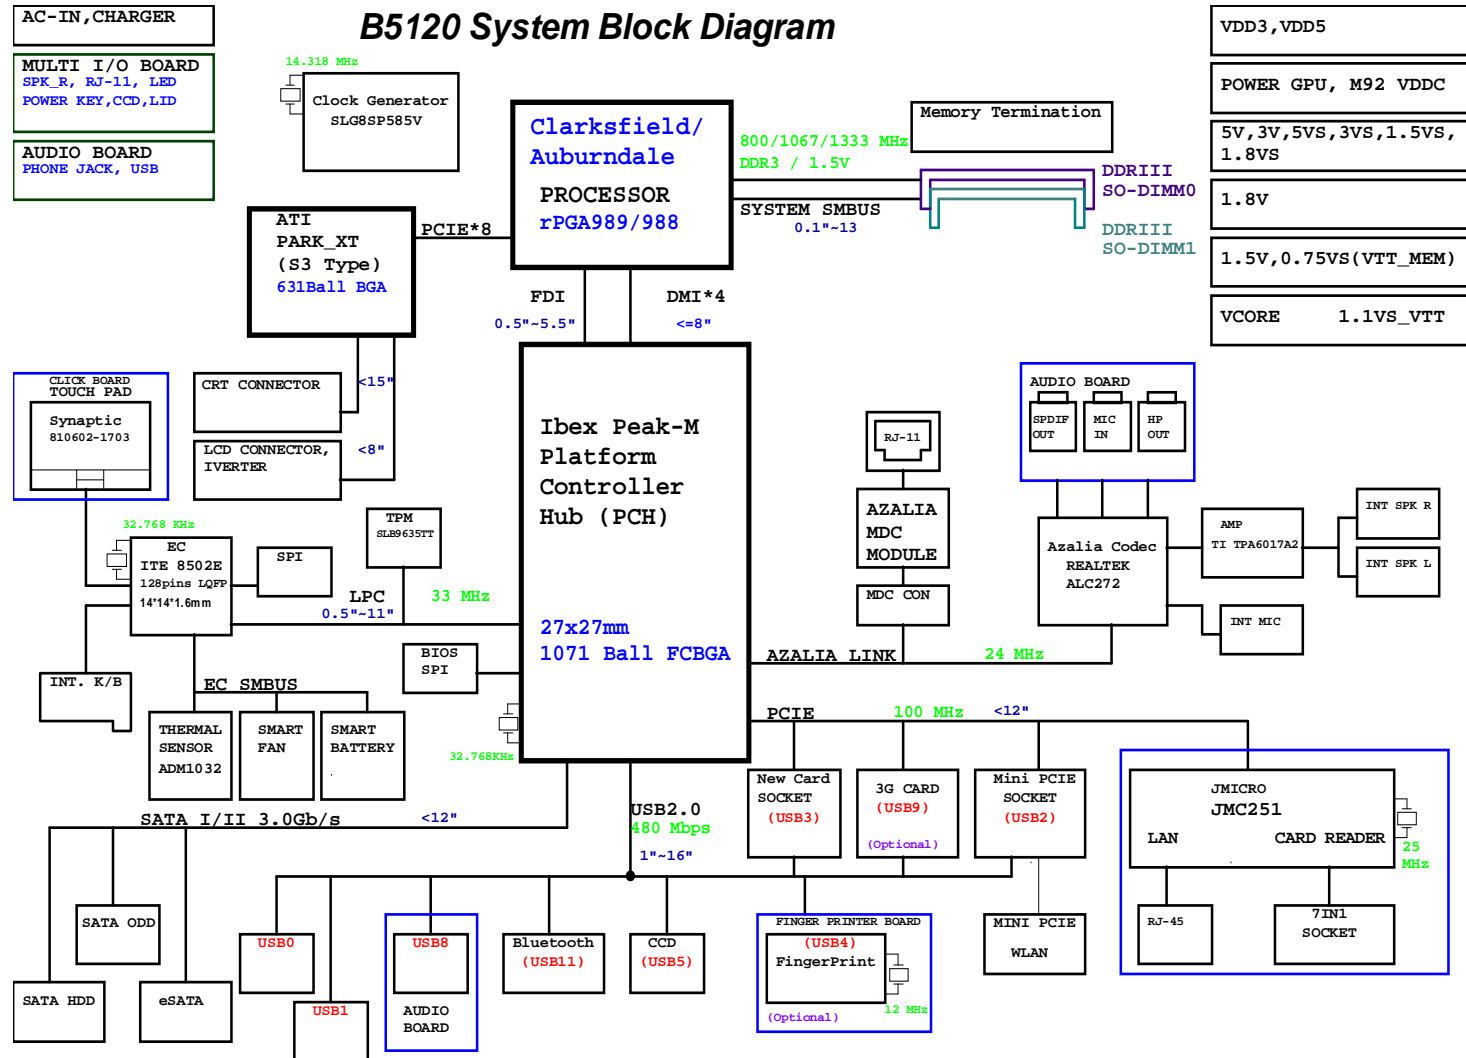 B5120 System Block Diagram
AC-IN,CHARGER
MULTI I/O BOARD
SPK_R, RJ-11, LED
POWER KEY,CCD,LID
AUDIO BOARD
PHONE JACK, USB
14.318 MHz
Clock Generator
SLG8SP585V
Clarksfield/
Auburndale
PROCESSOR
rPGA989/988
800/1067/1333 MHz
DDR3 / 1.5V
SYSTEM SMBUS
0.1"~13
Memory Termination
DDRIII
SO-DIMM0
DDRIII
SO-DIMM1
VDD3,VDD5
POWER GPU, M92 VDDC
5V,3V,5VS,3VS,1.5VS,
1.8VS
1.8V
1.5V,0.75VS(VTT_MEM)
VCORE 1.1VS_VTT
ATI
PARK_XT
(S3 Type)
631Ball BGA
PCIE*8
FDI
0.5"~5.5"
DMI*4
<=8"
CRT CONNECTOR
<15"
LCD CONNECTOR,
IVERTER
<8"
CLICK BOARD
TOUCH PAD
Synaptic
810602-1703
Ibex Peak-M
Platform
Controller
Hub (PCH)
27x27mm
1071 Ball FCBGA
32.768 KHz
EC
ITE 8502E
128pins LQFP
14*14*1.6mm
SPI
TPM
SLB9635TT
LPC
0.5"~11"
33 MHz
BIOS
SPI
32.768KHz
INT. K/B
EC SMBUS
THERMAL
SENSOR
ADM1032
SMART
FAN
SMART
BATTERY
RJ-11
AZALIA
MDC
MODULE
MDC CON
AZALIA LINK
24 MHz
AUDIO BOARD
SPDIF
OUT
MIC
IN
HP
OUT
Azalia Codec
REALTEK
ALC272
AMP
TI TPA6017A2
INT SPK R
INT SPK L
INT MIC
PCIE
100 MHz
<12"
New Card
SOCKET
(USB3)
3G CARD
(USB9)
(Optional)
Mini PCIE
SOCKET
(USB2)
JMICRO
JMC251
LAN
CARD READER
25
MHz
RJ-45
7IN1
SOCKET
SATA I/II 3.0Gb/s
<12"
USB2.0
480 Mbps
1"~16"
SATA HDD
SATA ODD
eSATA
USB0
USB1
USB8
AUDIO
BOARD
Bluetooth
(USB11)
CCD
(USB5)
FINGER PRINTER BOARD
(USB4)
FingerPrint
12 MHz
(Optional)
MINI PCIE
WLAN